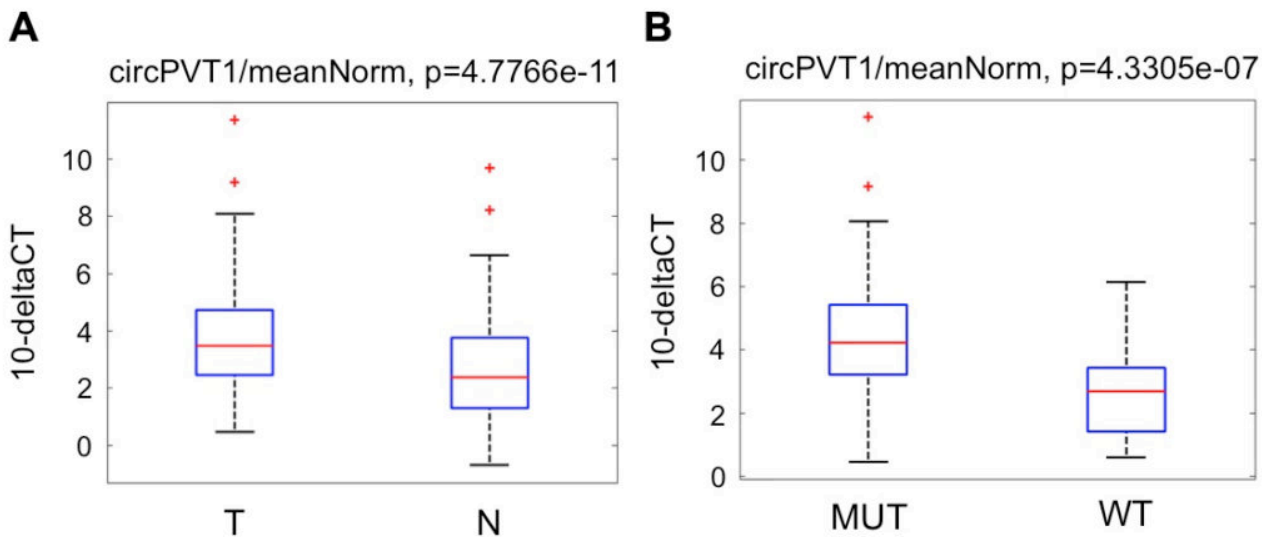 A
circPVT1/meanNorm, p=4.7766e-11
10-deltaCT
10
8
6
4
2
0
T N
B
circPVT1/meanNorm, p=4.3305e-07
10-deltaCT
10
8
6
4
2
0
MUT WT